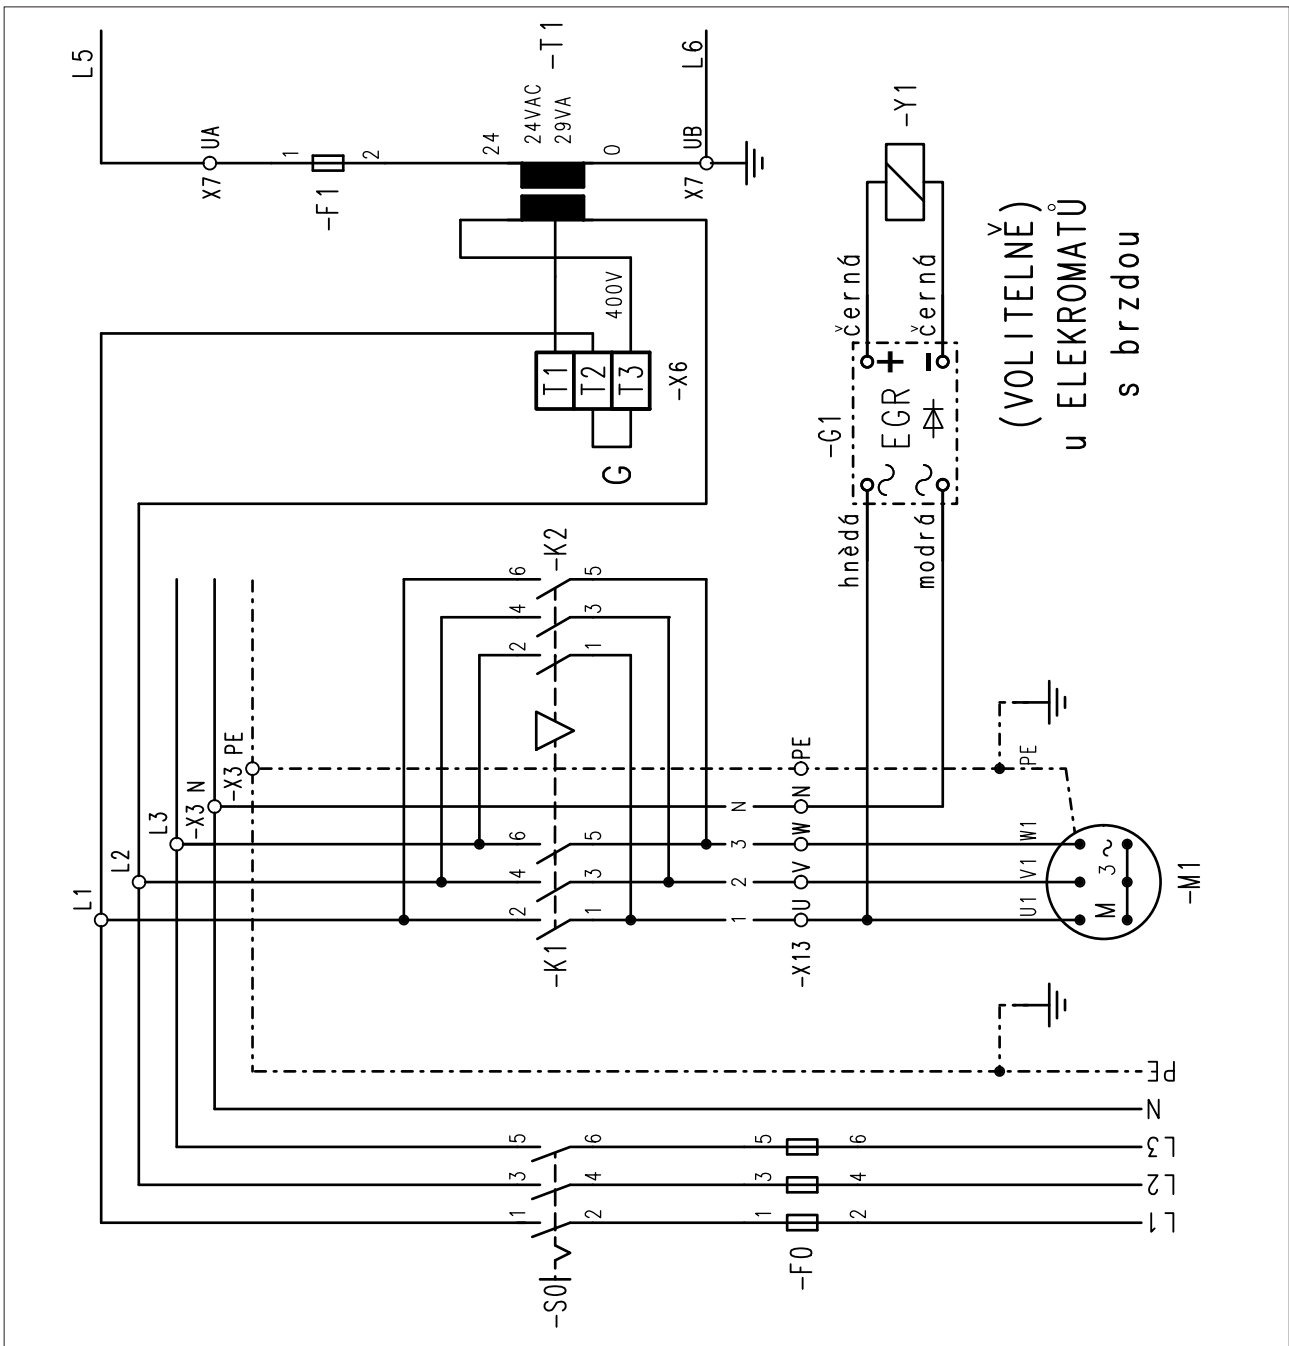 L1
L2
L3
N
PE
-F0
1
2
3
4
5
6
-S0
1
2
3
4
5
6
L1
L2
L3
-X3 N
-X3 PE
-K1
2
1
4
3
6
5
-K2
2
1
4
3
6
5
-X13
1
U
2
V
3
W
N
N
PE
U1
V1
W1
PE
M
3 ~
-M1
L5
X7 UA
1
2
-F1
24
0
24VAC
29VA
-T1
X7 UB
L6
400V
T1
T2
T3
-X6
G
-G1
hnèdá
modrá
~
~
EGR
+
-
černá
černá
-Y1
(VOLITELNĚ)
u ELEKROMATŮ
s brzdou